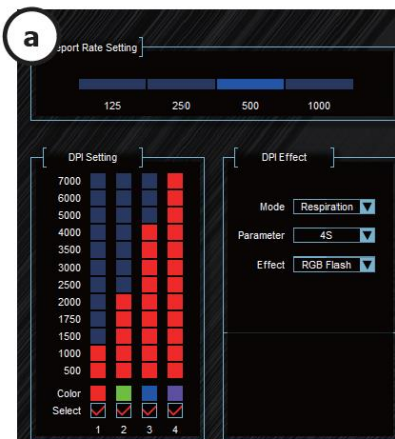 a
eport Rate Setting
125 250 500 1000
DPI Setting
7000
6000
5000
4000
3500
3000
2500
2000
1750
1500
1000
500
Color
Select
1 2 3 4
DPI Effect
Mode Respiration
Parameter 4S
Effect RGB Flash